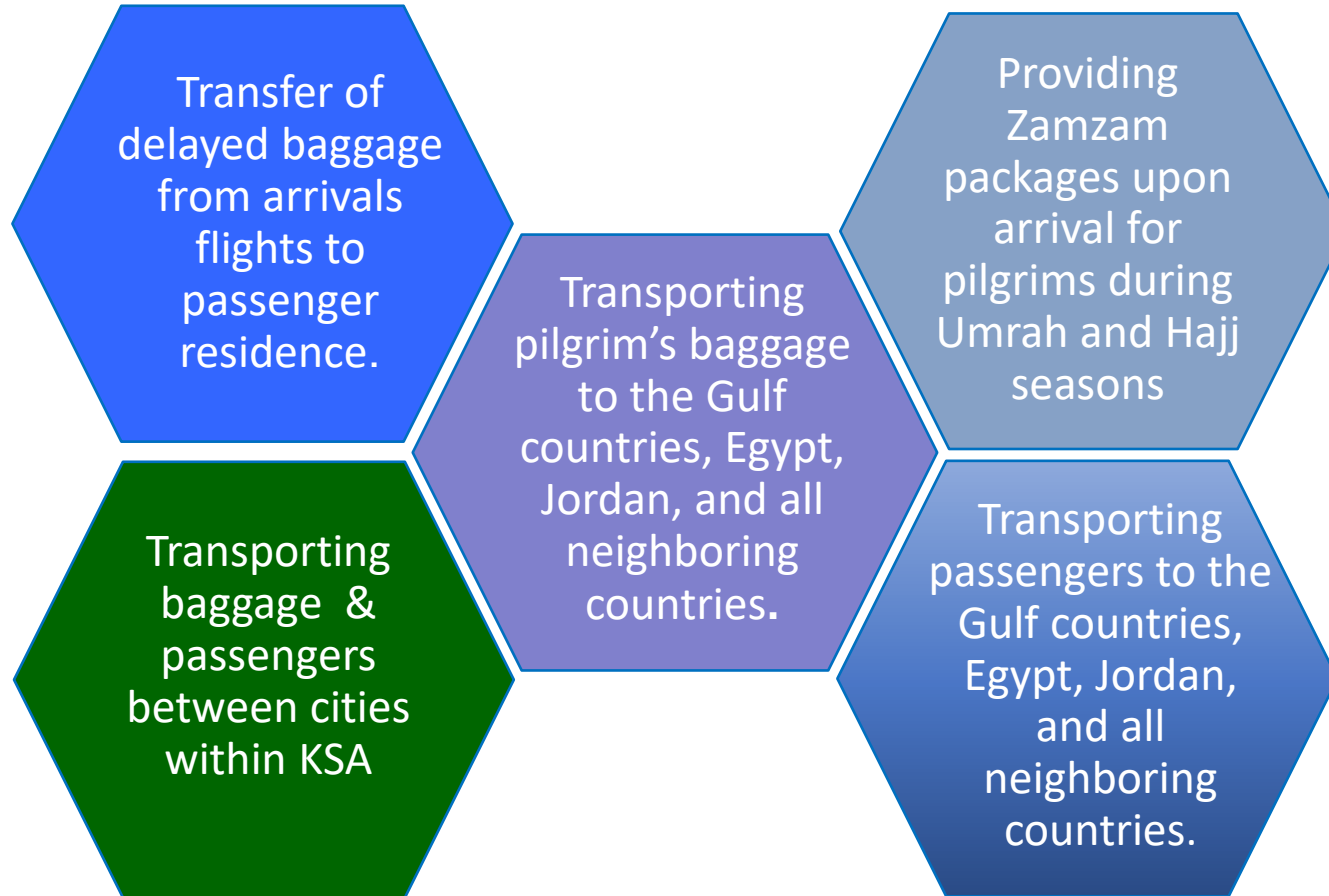 Transfer of
delayed baggage
from arrivals
flights to
passenger
residence.
Providing
Zamzam
packages upon
arrival for
pilgrims during
Umrah and Hajj
seasons
Transporting
pilgrim’s baggage
to the Gulf
countries, Egypt,
Jordan, and all
neighboring
countries.
Transporting
baggage  &
passengers
between cities
within KSA
Transporting
passengers to the
Gulf countries,
Egypt, Jordan,
and all
neighboring
countries.